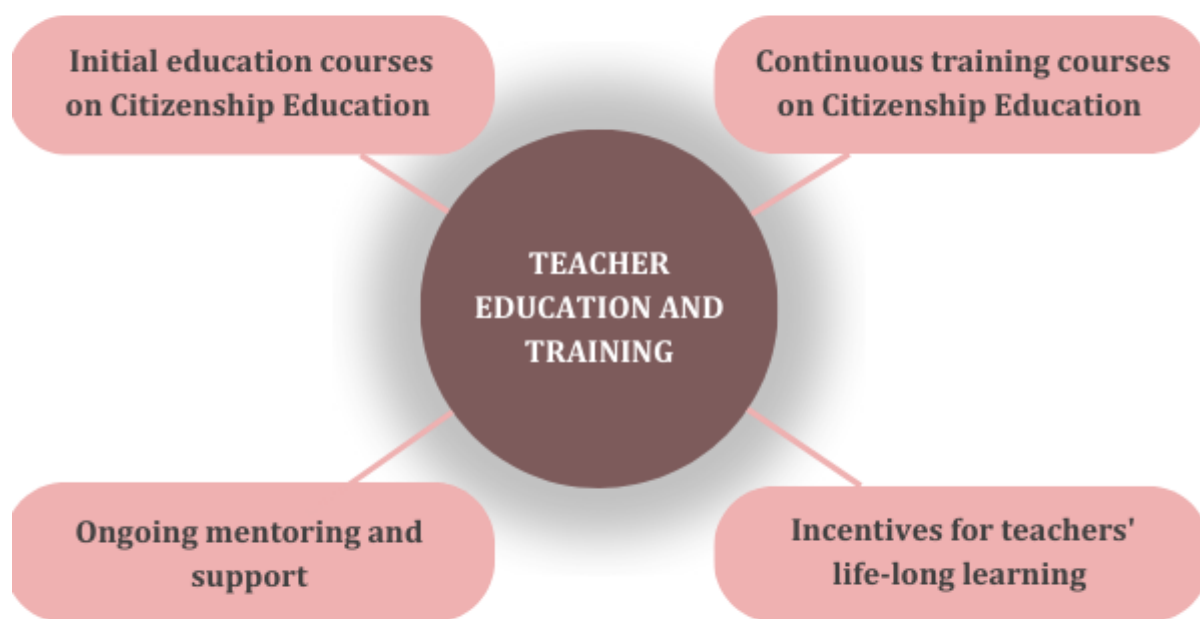 Initial education courses
on Citizenship Education
Continuous training courses
on Citizenship Education
TEACHER
EDUCATION AND
TRAINING
Ongoing mentoring and
support
Incentives for teachers'
life-long learning